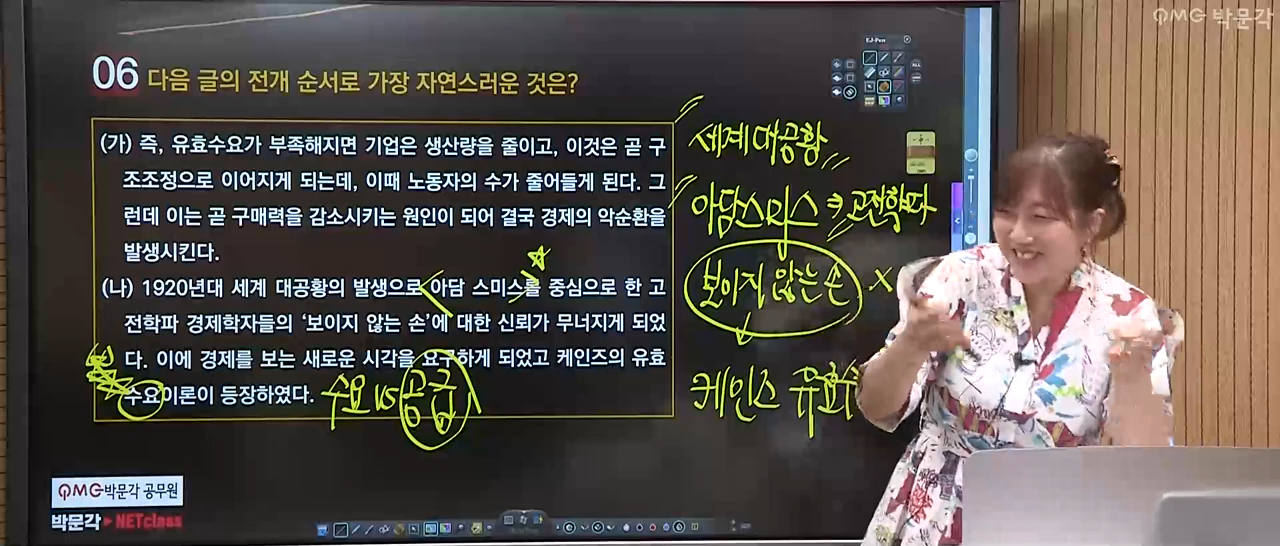 QMG 박문각
06 다음 글의 전개 순서로 가장 자연스러운 것은?
EJ-Pen
(가) 즉, 유효수요가 부족해지면 기업은 생산량을 줄이고, 이것은 곧 구
조조정으로 이어지게 되는데, 이때 노동자의 수가 줄어들게 된다. 그
런데 이는 곧 구매력을 감소시키는 원인이 되어 결국 경제의 악순환을
발생시킨다.
(나) 1920년대 세계 대공황의 발생으로 아담 스미스를 중심으로 한 고
전학파 경제학자들의 ‘보이지 않는 손’에 대한 신뢰가 무너지게 되었
다. 이에 경제를 보는 새로운 시각을 요구하게 되었고 케인즈의 유효
수요이론이 등장하였다. 수요 vs 공급
세계대공황
아담스미스 고전학파
보이지 않는 손 X
케인스 유효수
QMG 박문각 공무원
박문각 NETclass